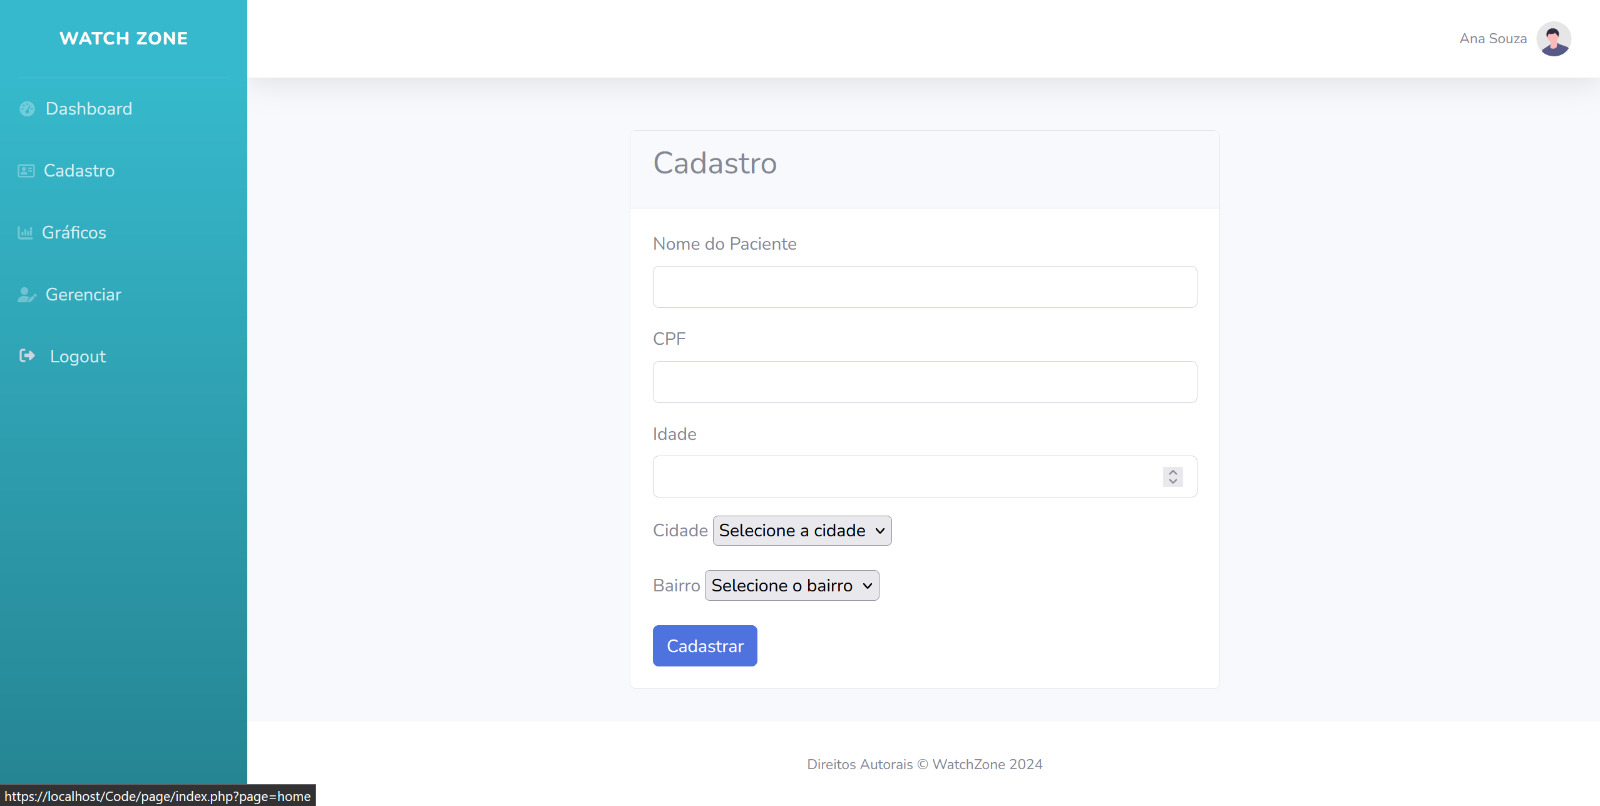 WATCH ZONE
Ana Souza
Dashboard
Cadastro
Gráficos
Gerenciar
Logout
Cadastro
Nome do Paciente
CPF
Idade
Cidade Selecione a cidade
Bairro Selecione o bairro
Cadastrar
Direitos Autorais © WatchZone 2024
https://localhost/Code/page/index.php?page=home